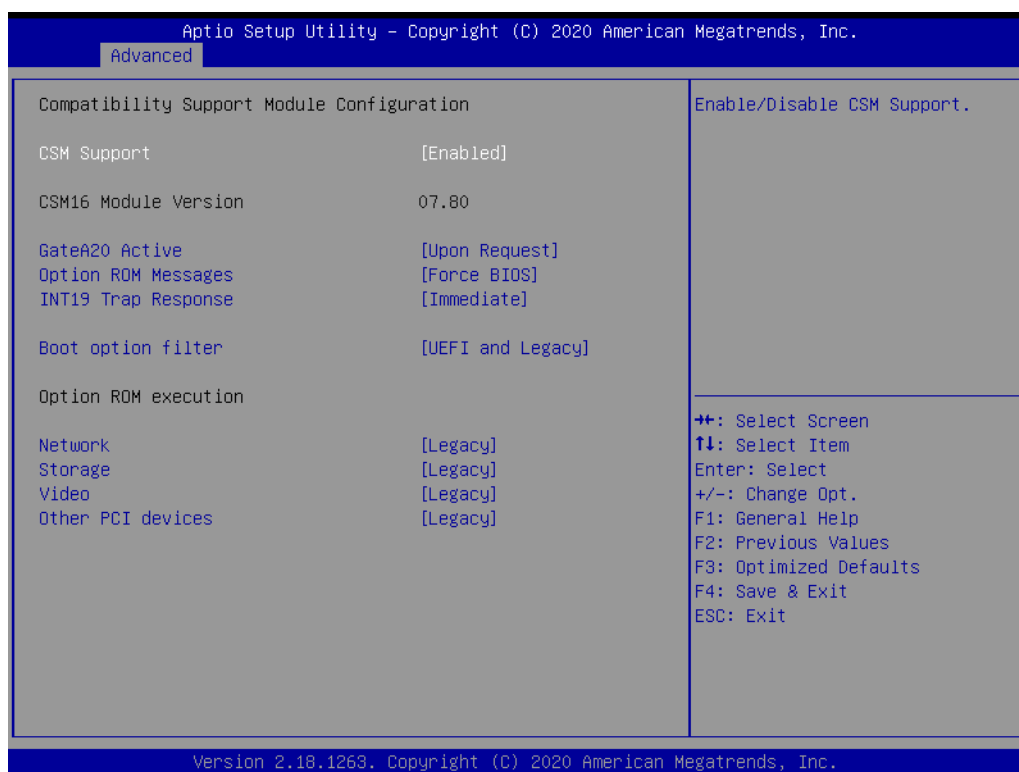 Aptio Setup Utility – Copyright (C) 2020 American Megatrends, Inc.
Advanced
Compatibility Support Module Configuration
CSM Support [Enabled]
CSM16 Module Version 07.80
GateA20 Active [Upon Request]
Option ROM Messages [Force BIOS]
INT19 Trap Response [Immediate]
Boot option filter [UEFI and Legacy]
Option ROM execution
Network [Legacy]
Storage [Legacy]
Video [Legacy]
Other PCI devices [Legacy]
Enable/Disable CSM Support.
→←: Select Screen
↑↓: Select Item
Enter: Select
+/-: Change Opt.
F1: General Help
F2: Previous Values
F3: Optimized Defaults
F4: Save & Exit
ESC: Exit
Version 2.18.1263. Copyright (C) 2020 American Megatrends, Inc.